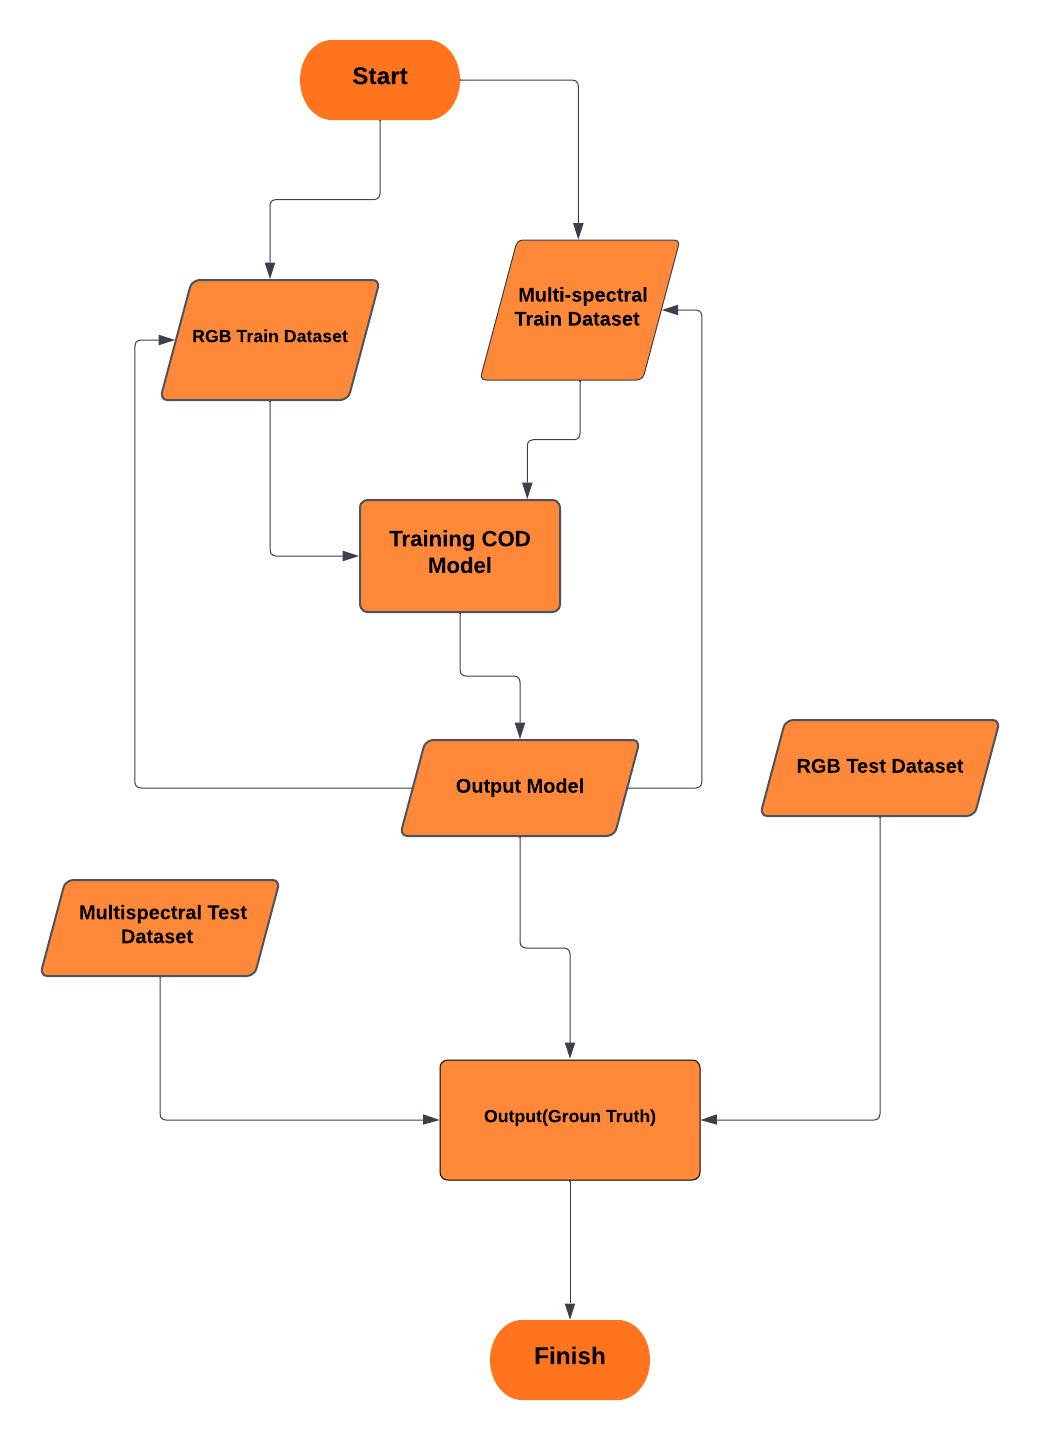 Start
Multi-spectral
Train Dataset
RGB Train Dataset
Training COD
Model
RGB Test Dataset
Output Model
Multispectral Test
Dataset
Output(Groun Truth)
Finish